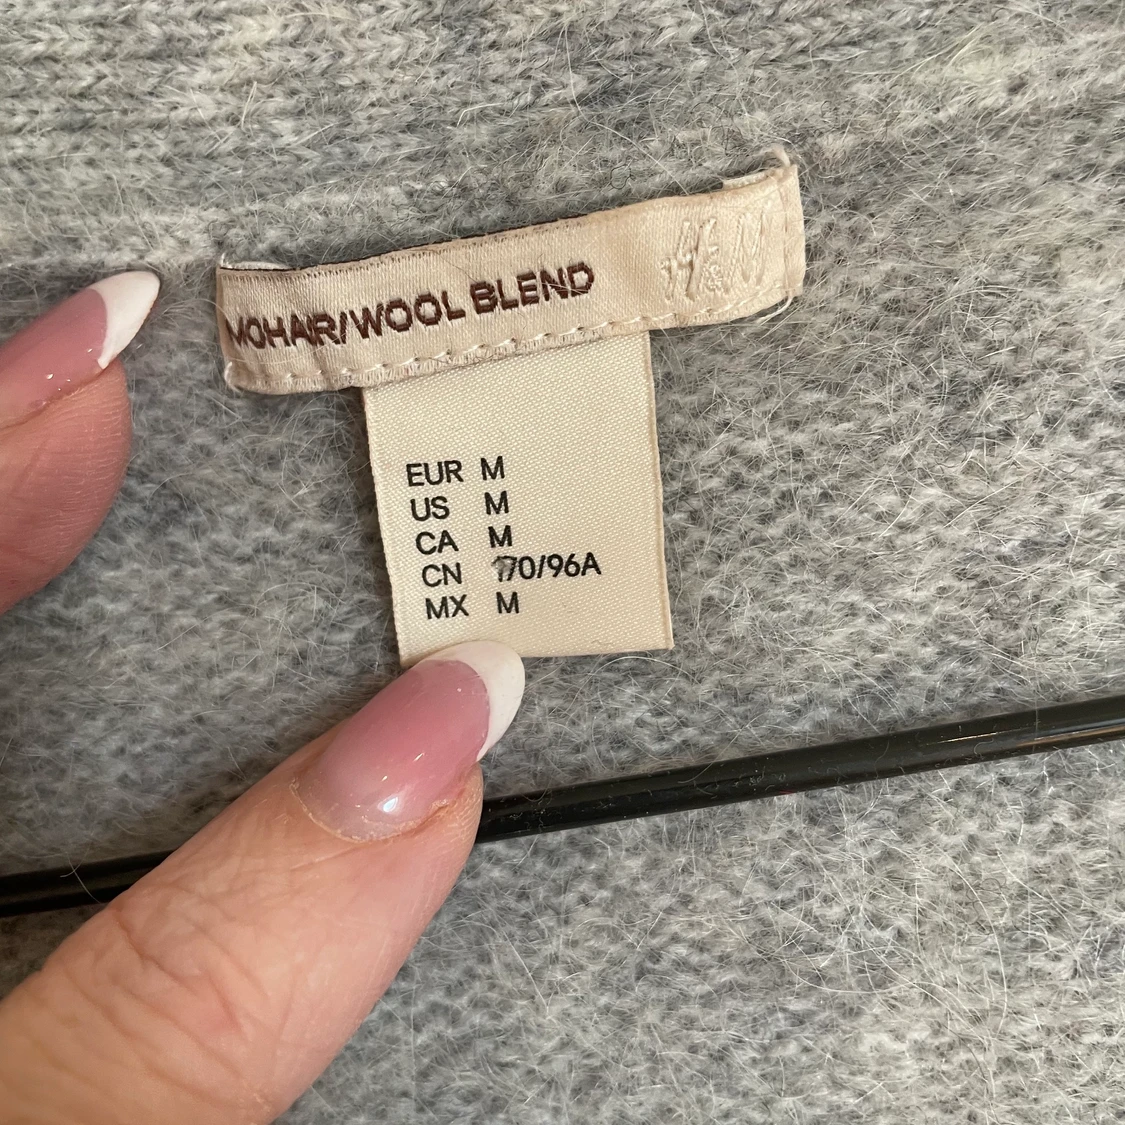 MOHAIR/WOOL BLEND H&M
EUR M
US M
CA M
CN 170/96A
MX M